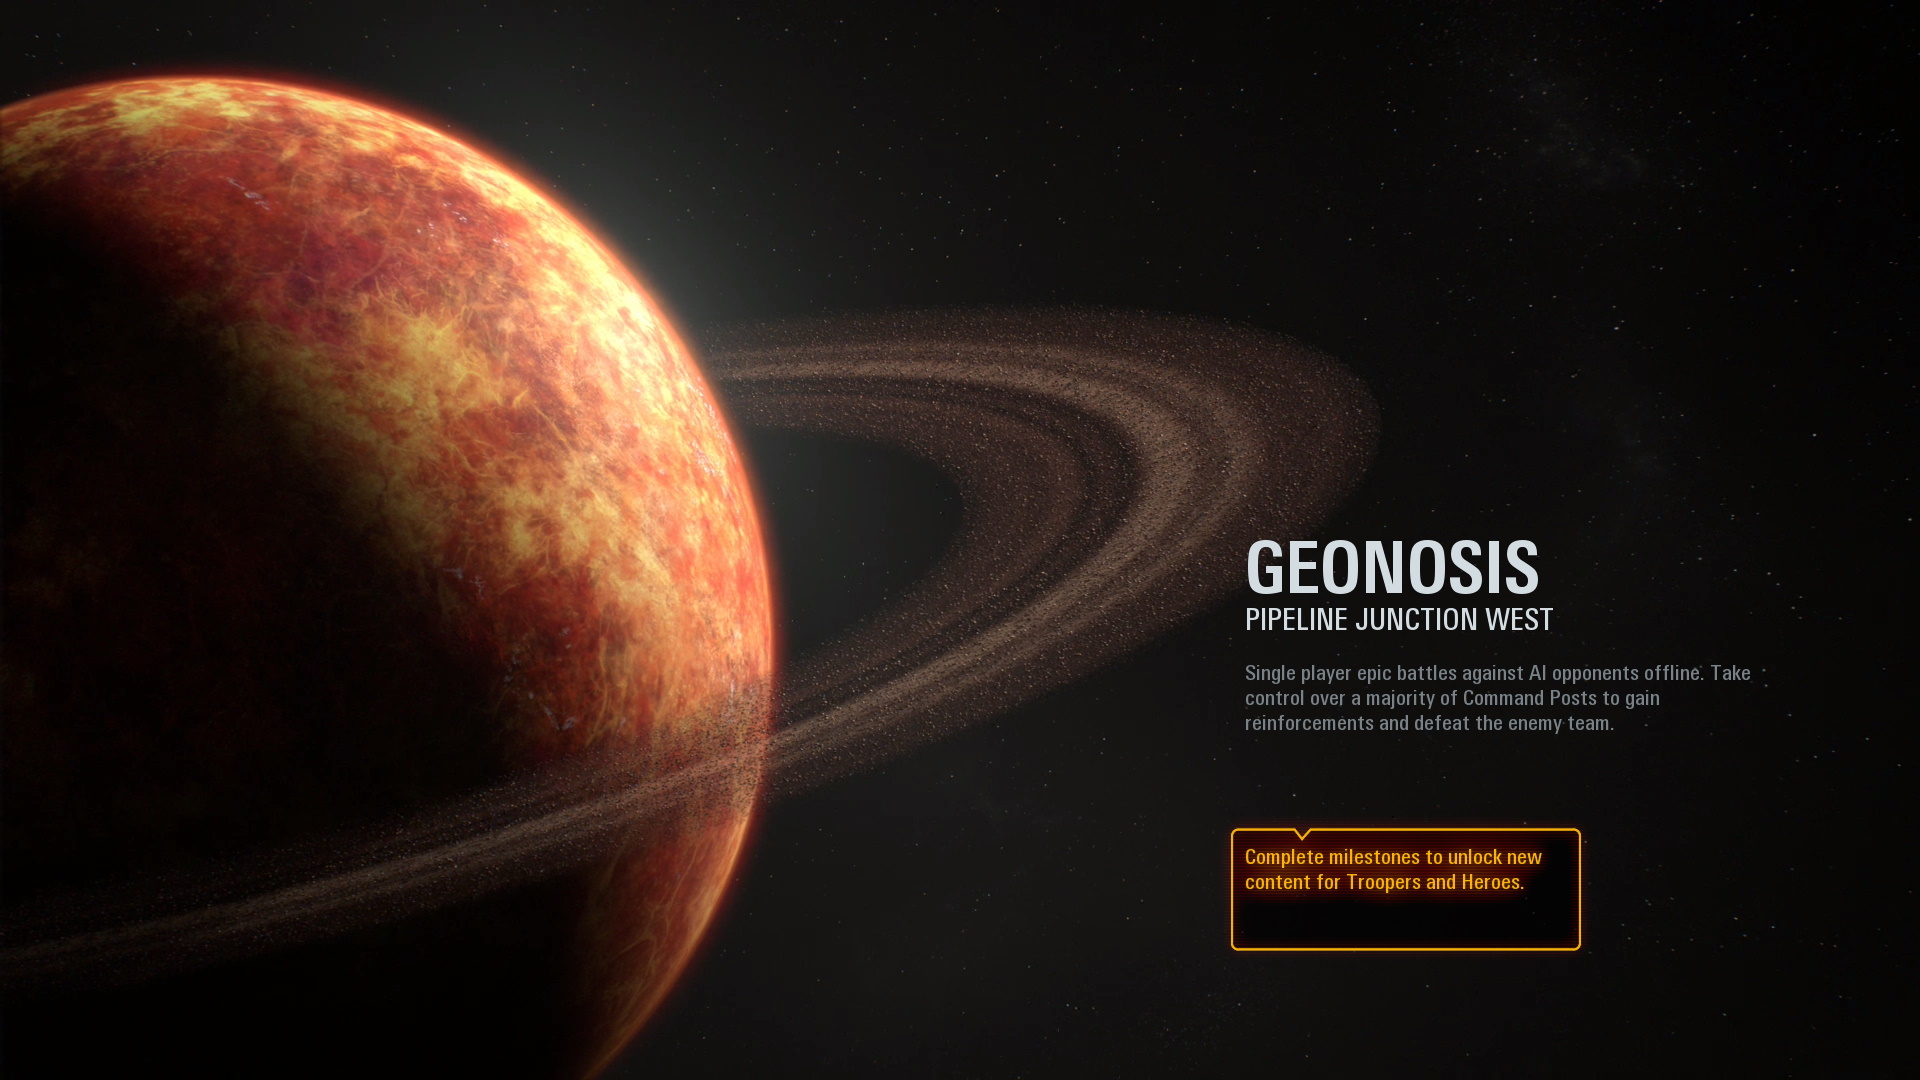 GEONOSIS
PIPELINE JUNCTION WEST
Single player epic battles against AI opponents offline. Take
control over a majority of Command Posts to gain
reinforcements and defeat the enemy team.
Complete milestones to unlock new
content for Troopers and Heroes.